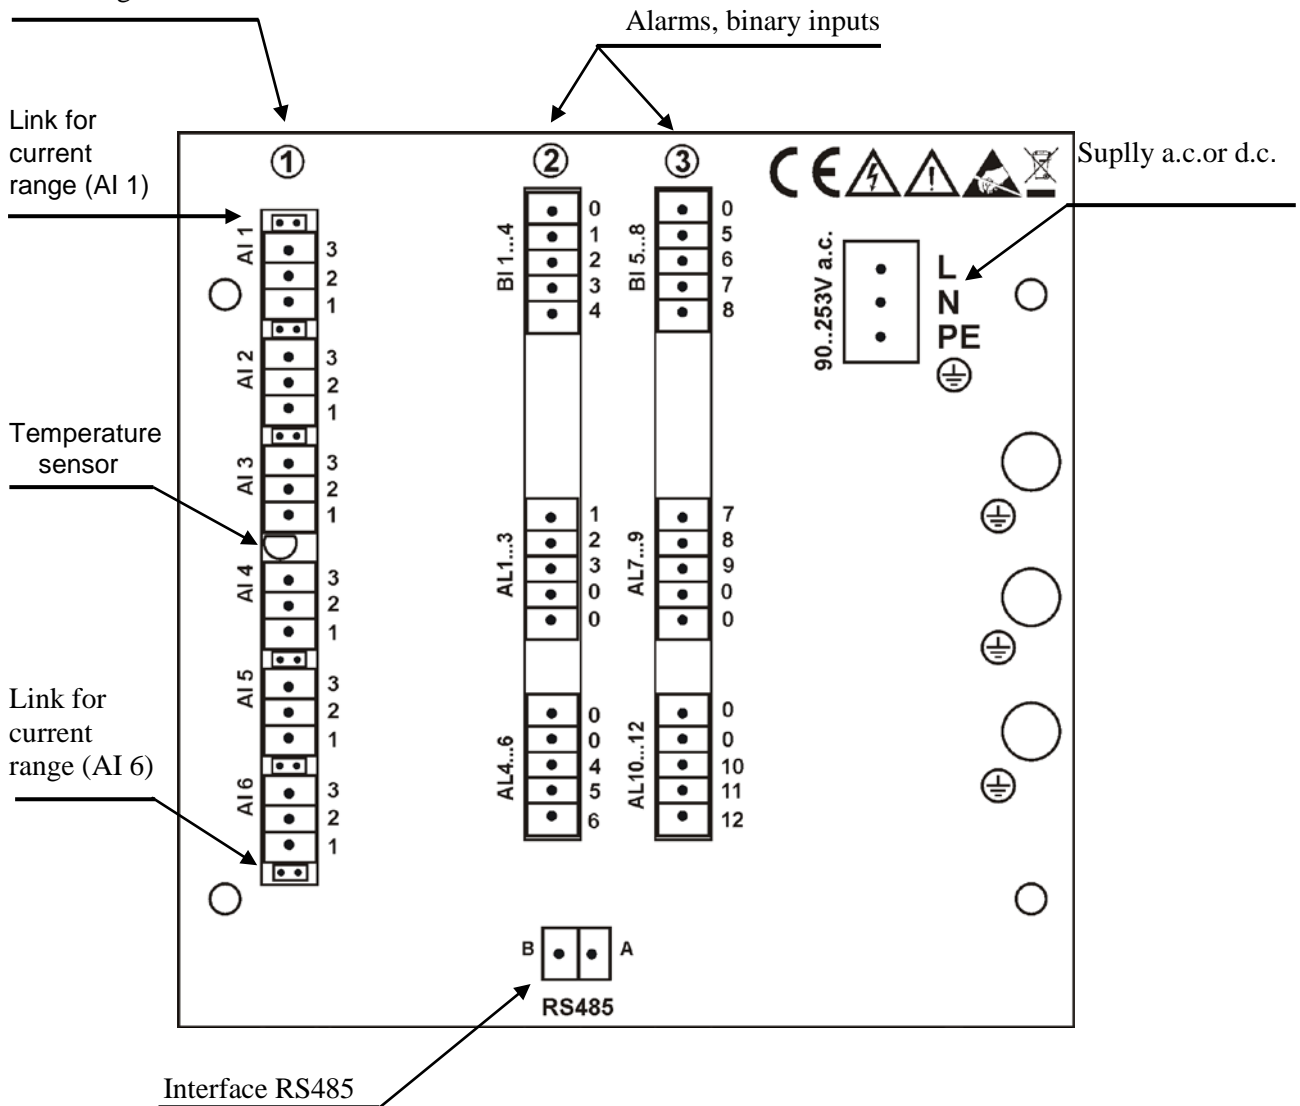 Alarms, binary inputs
Link for
current
range (AI 1)
Suplly a.c.or d.c.
1
2
3
CE
AI 1
3
2
1
AI 2
3
2
1
AI 3
3
2
1
Temperature
sensor
AI 4
3
2
1
AI 5
3
2
1
Link for
current
range (AI 6)
AI 6
3
2
1
BI 1...4
0
1
2
3
4
AL1...3
1
2
3
0
0
AL4...6
0
0
4
5
6
BI 5...8
0
5
6
7
8
AL7...9
7
8
9
0
0
AL10...12
0
0
10
11
12
90..253V a.c.
L
N
PE
B
A
RS485
Interface RS485